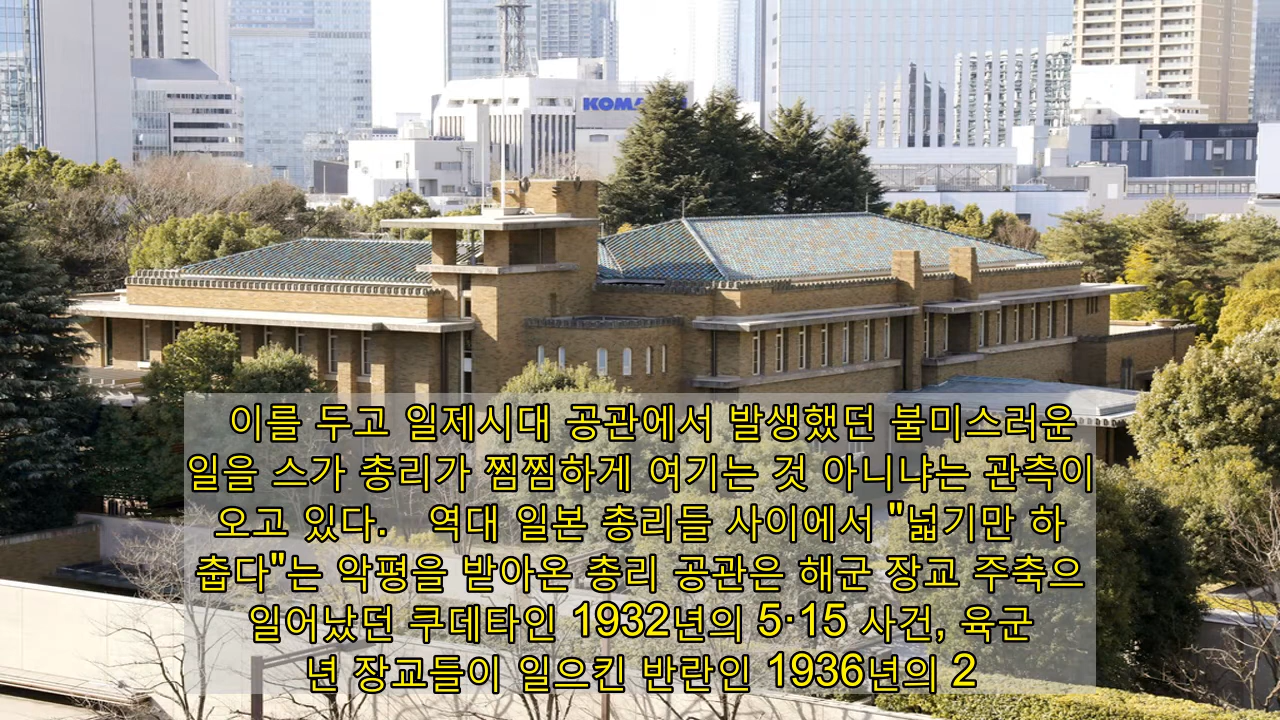 KOMA
이를 두고 일제시대 공관에서 발생했던 불미스러운
일을 스가 총리가 찜찜하게 여기는 것 아니냐는 관측이
오고 있다. 역대 일본 총리들 사이에서 "넓기만 하
춥다"는 악평을 받아온 총리 공관은 해군 장교 주축으
일어났던 쿠데타인 1932년의 5·15 사건, 육군
년 장교들이 일으킨 반란인 1936년의 2